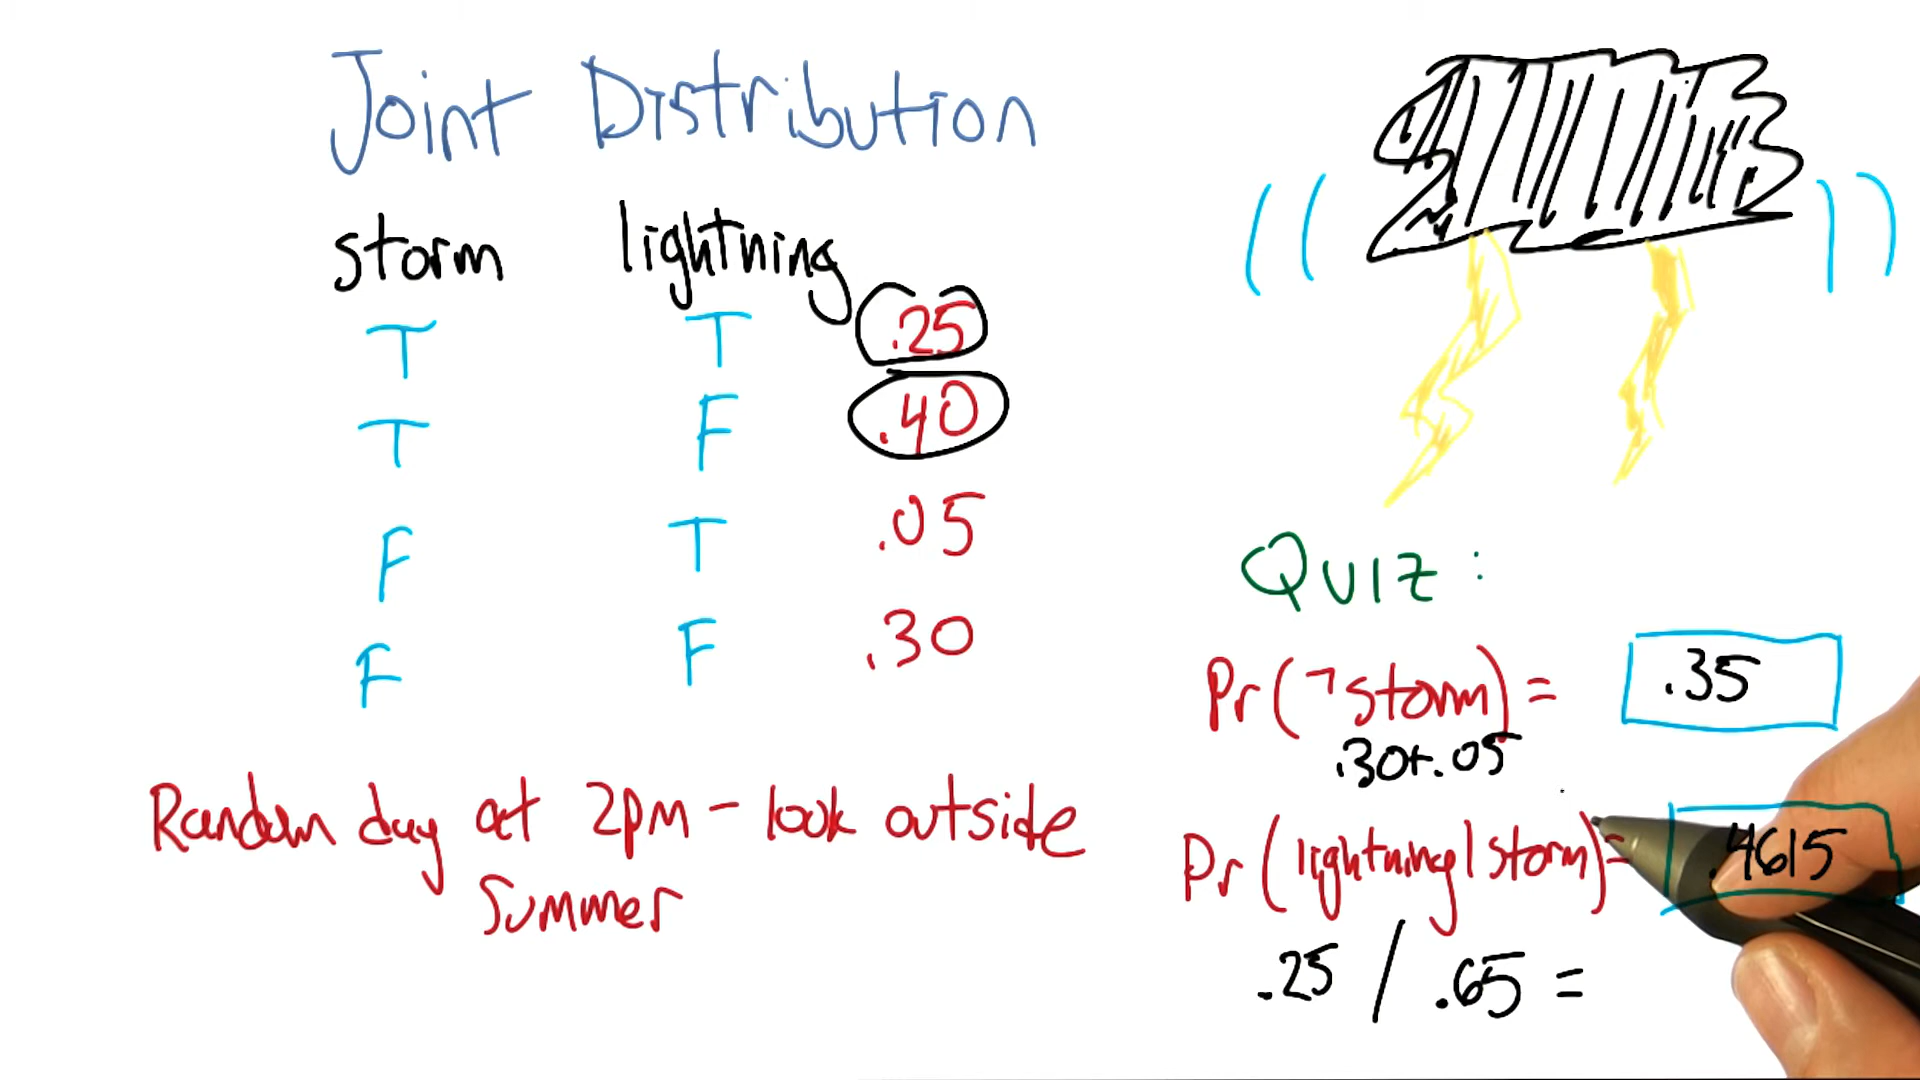 Joint Distribution
storm lightning
T T .25
T F .40
F T .05
F F .30
Random day at 2pm - look outside
Summer
Quiz:
Pr(¬storm) = .35
.30+.05
Pr(lightning|storm) = .4615
.25 / .65 =